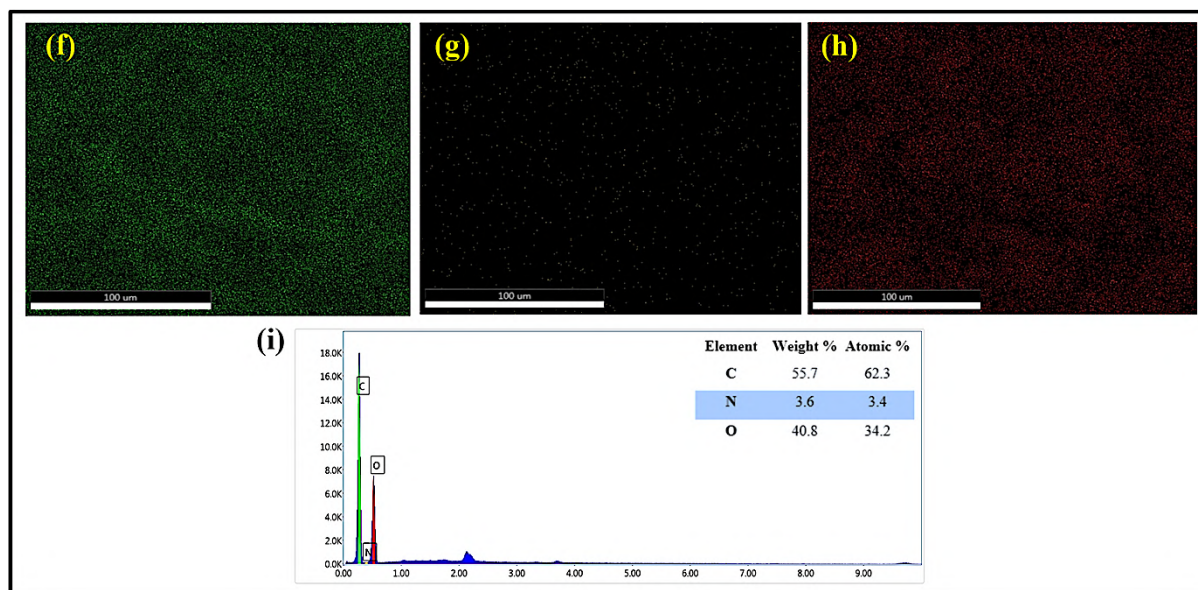 (f) (g) (h)
100 um 100 um 100 um
(i)
Element Weight % Atomic %
C 55.7 62.3
N 3.6 3.4
O 40.8 34.2
18.0K
16.0K
14.0K
12.0K
10.0K
8.0K
6.0K
4.0K
2.0K
0.0K
C
O
N
0.00 1.00 2.00 3.00 4.00 5.00 6.00 7.00 8.00 9.00